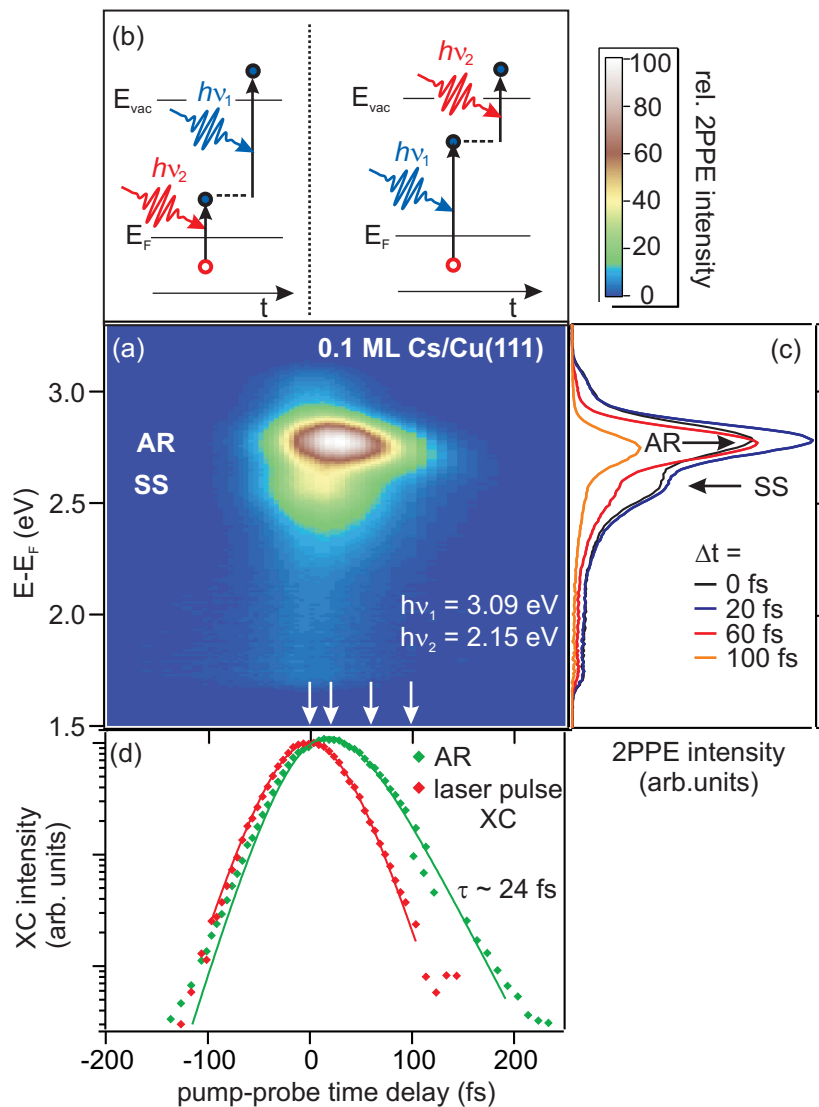 (b)
hν₂
E_vac
hν₁
hν₂
E_F
t
E_vac
hν₁
E_F
t
100
80
60
40
20
0
rel. 2PPE intensity
(a)
0.1 ML Cs/Cu(111)
AR
SS
hν₁ = 3.09 eV
hν₂ = 2.15 eV
3.0
2.5
2.0
1.5
E-E_F (eV)
(c)
AR
SS
Δt =
0 fs
20 fs
60 fs
100 fs
2PPE intensity
(arb.units)
(d)
AR
laser pulse
XC
τ ~ 24 fs
XC intensity
(arb. units)
-200
-100
0
100
200
pump-probe time delay (fs)